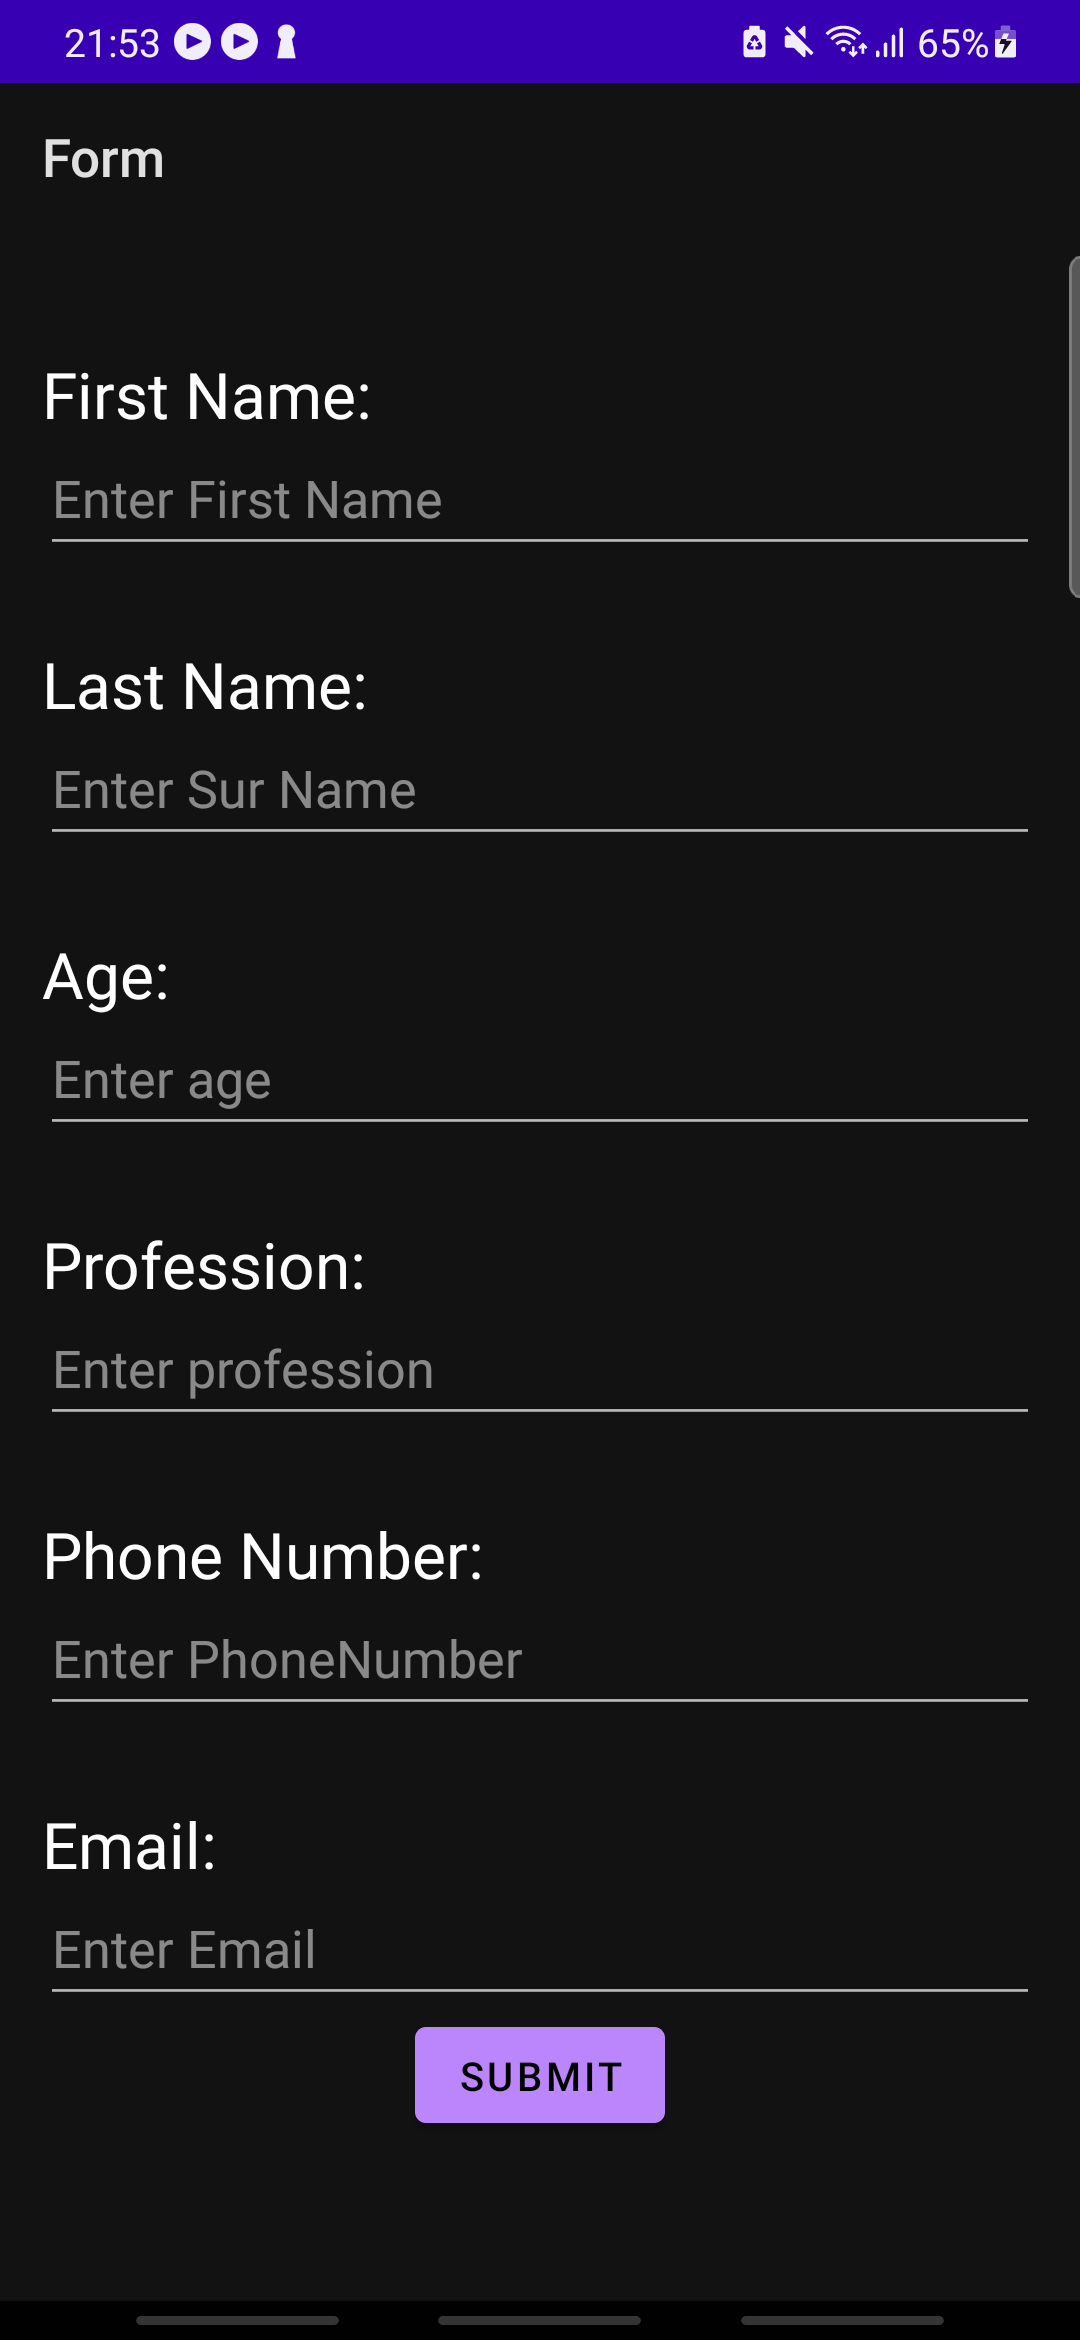 21:53 65%
Form
First Name:
Enter First Name
Last Name:
Enter Sur Name
Age:
Enter age
Profession:
Enter profession
Phone Number:
Enter PhoneNumber
Email:
Enter Email
SUBMIT